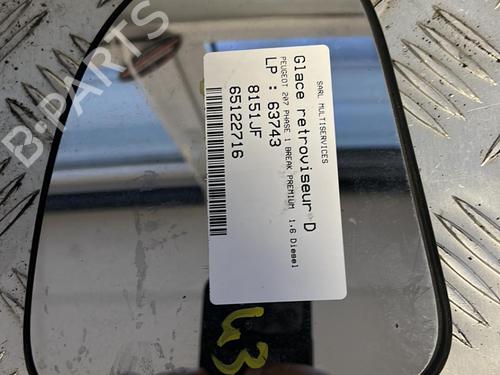 SARL MULTISERVICES
Glace retroviseur D
PEUGEOT 207 PHASE 1 BREAK PREMIUM 1.6 Diesel
LP : 63743
8151JF
65122716
B-PARTS